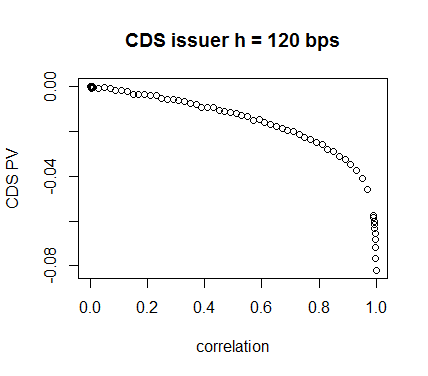 CDS issuer h = 120 bps
0.00
-0.04
-0.08
CDS PV
0.0 0.2 0.4 0.6 0.8 1.0
correlation